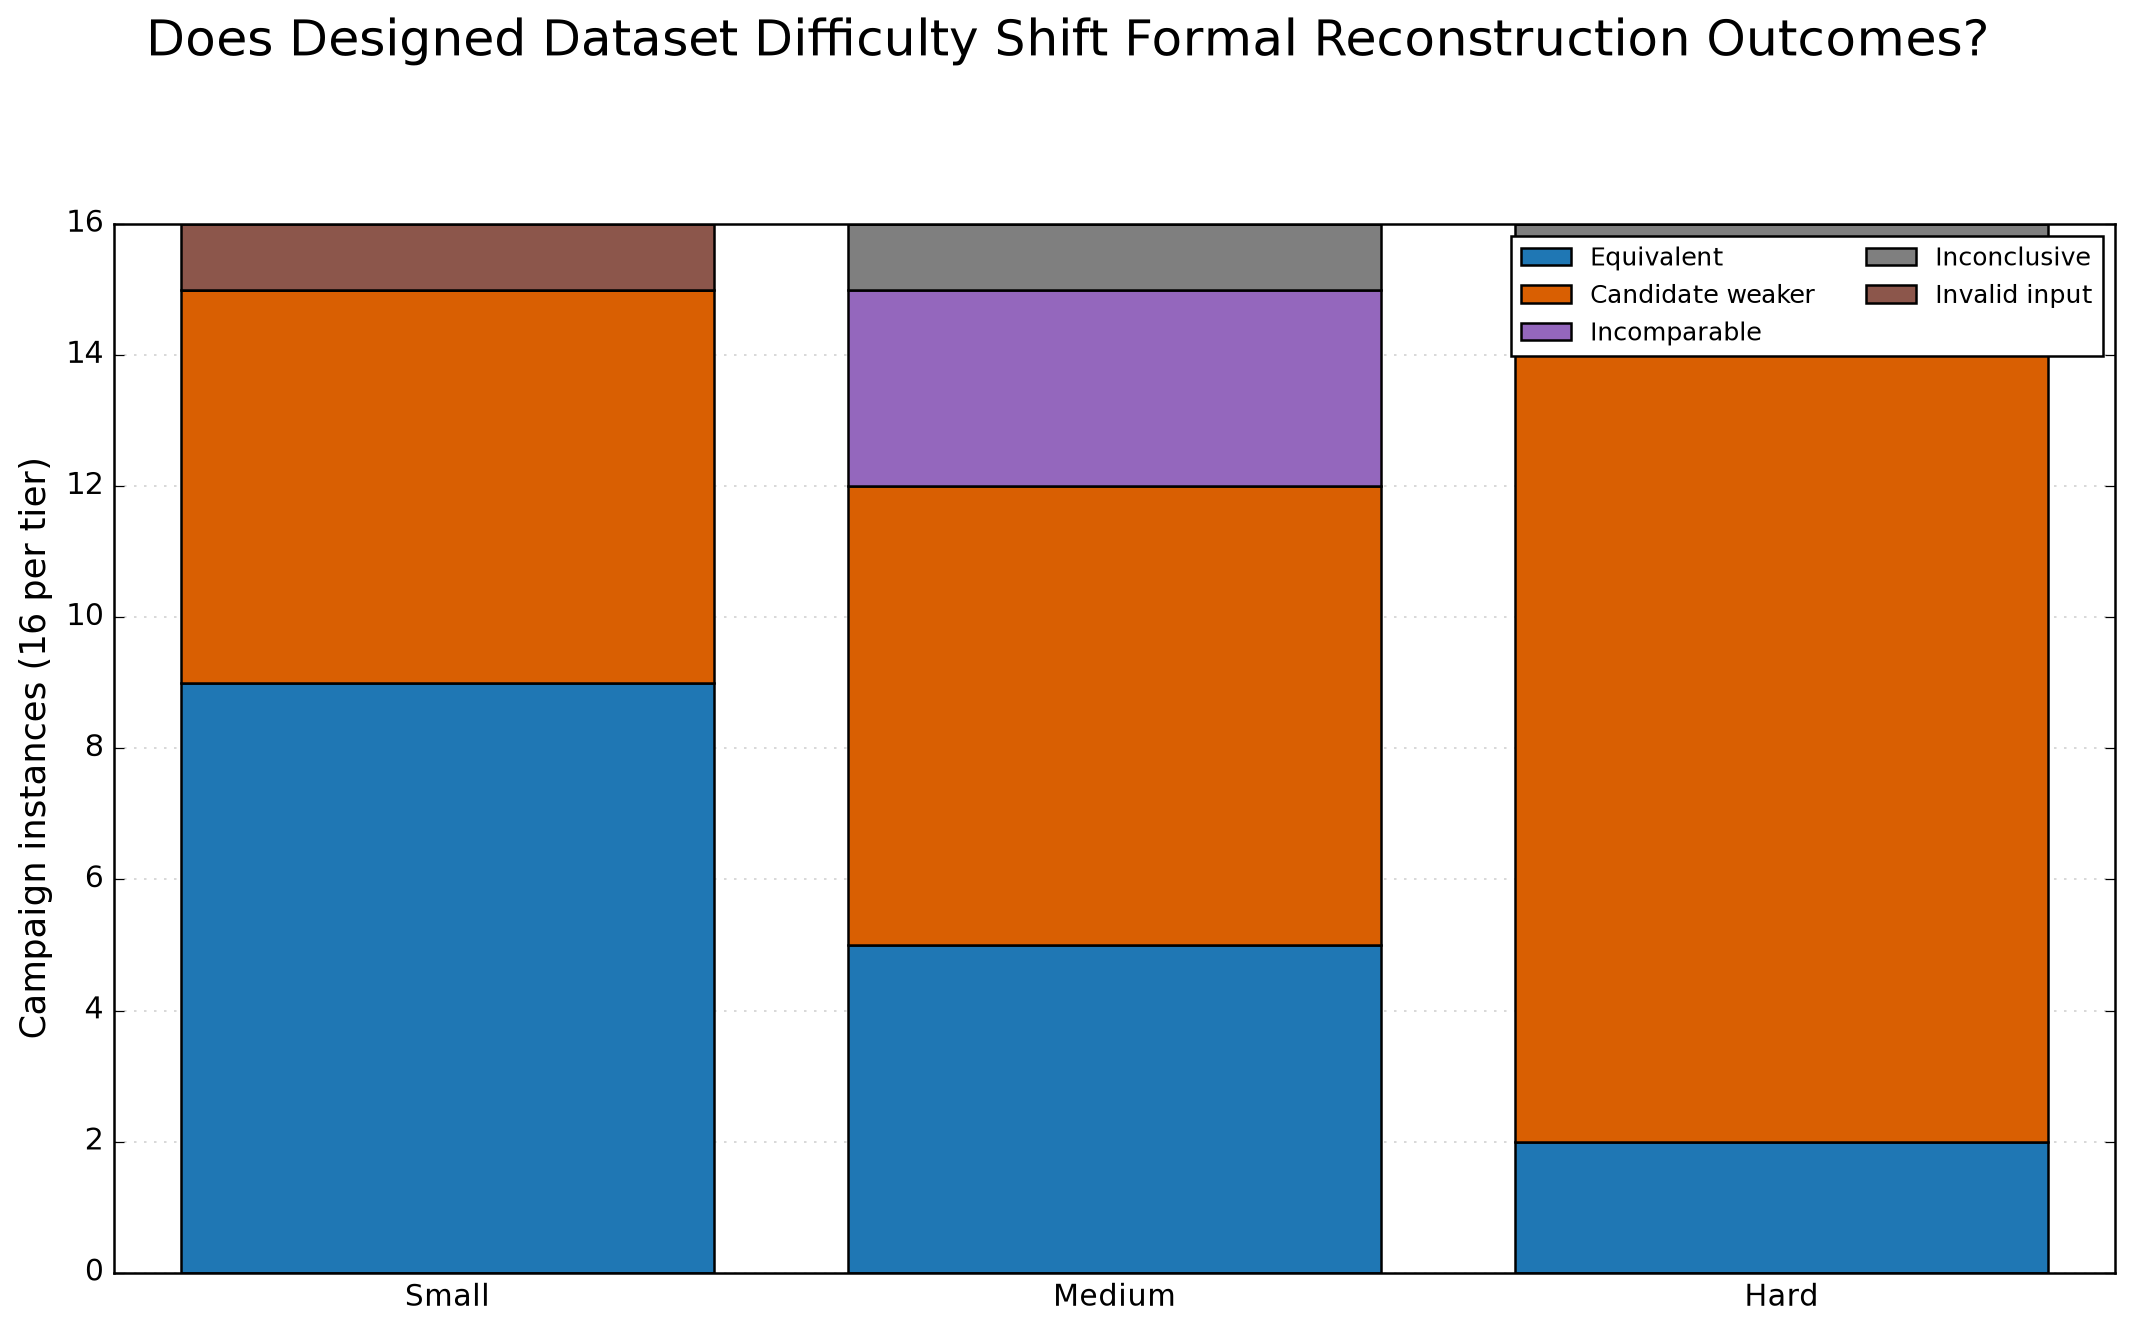 Does Designed Dataset Difficulty Shift Formal Reconstruction Outcomes?
Campaign instances (16 per tier)
16
14
12
10
8
6
4
2
0
Equivalent
Candidate weaker
Incomparable
Inconclusive
Invalid input
Small
Medium
Hard